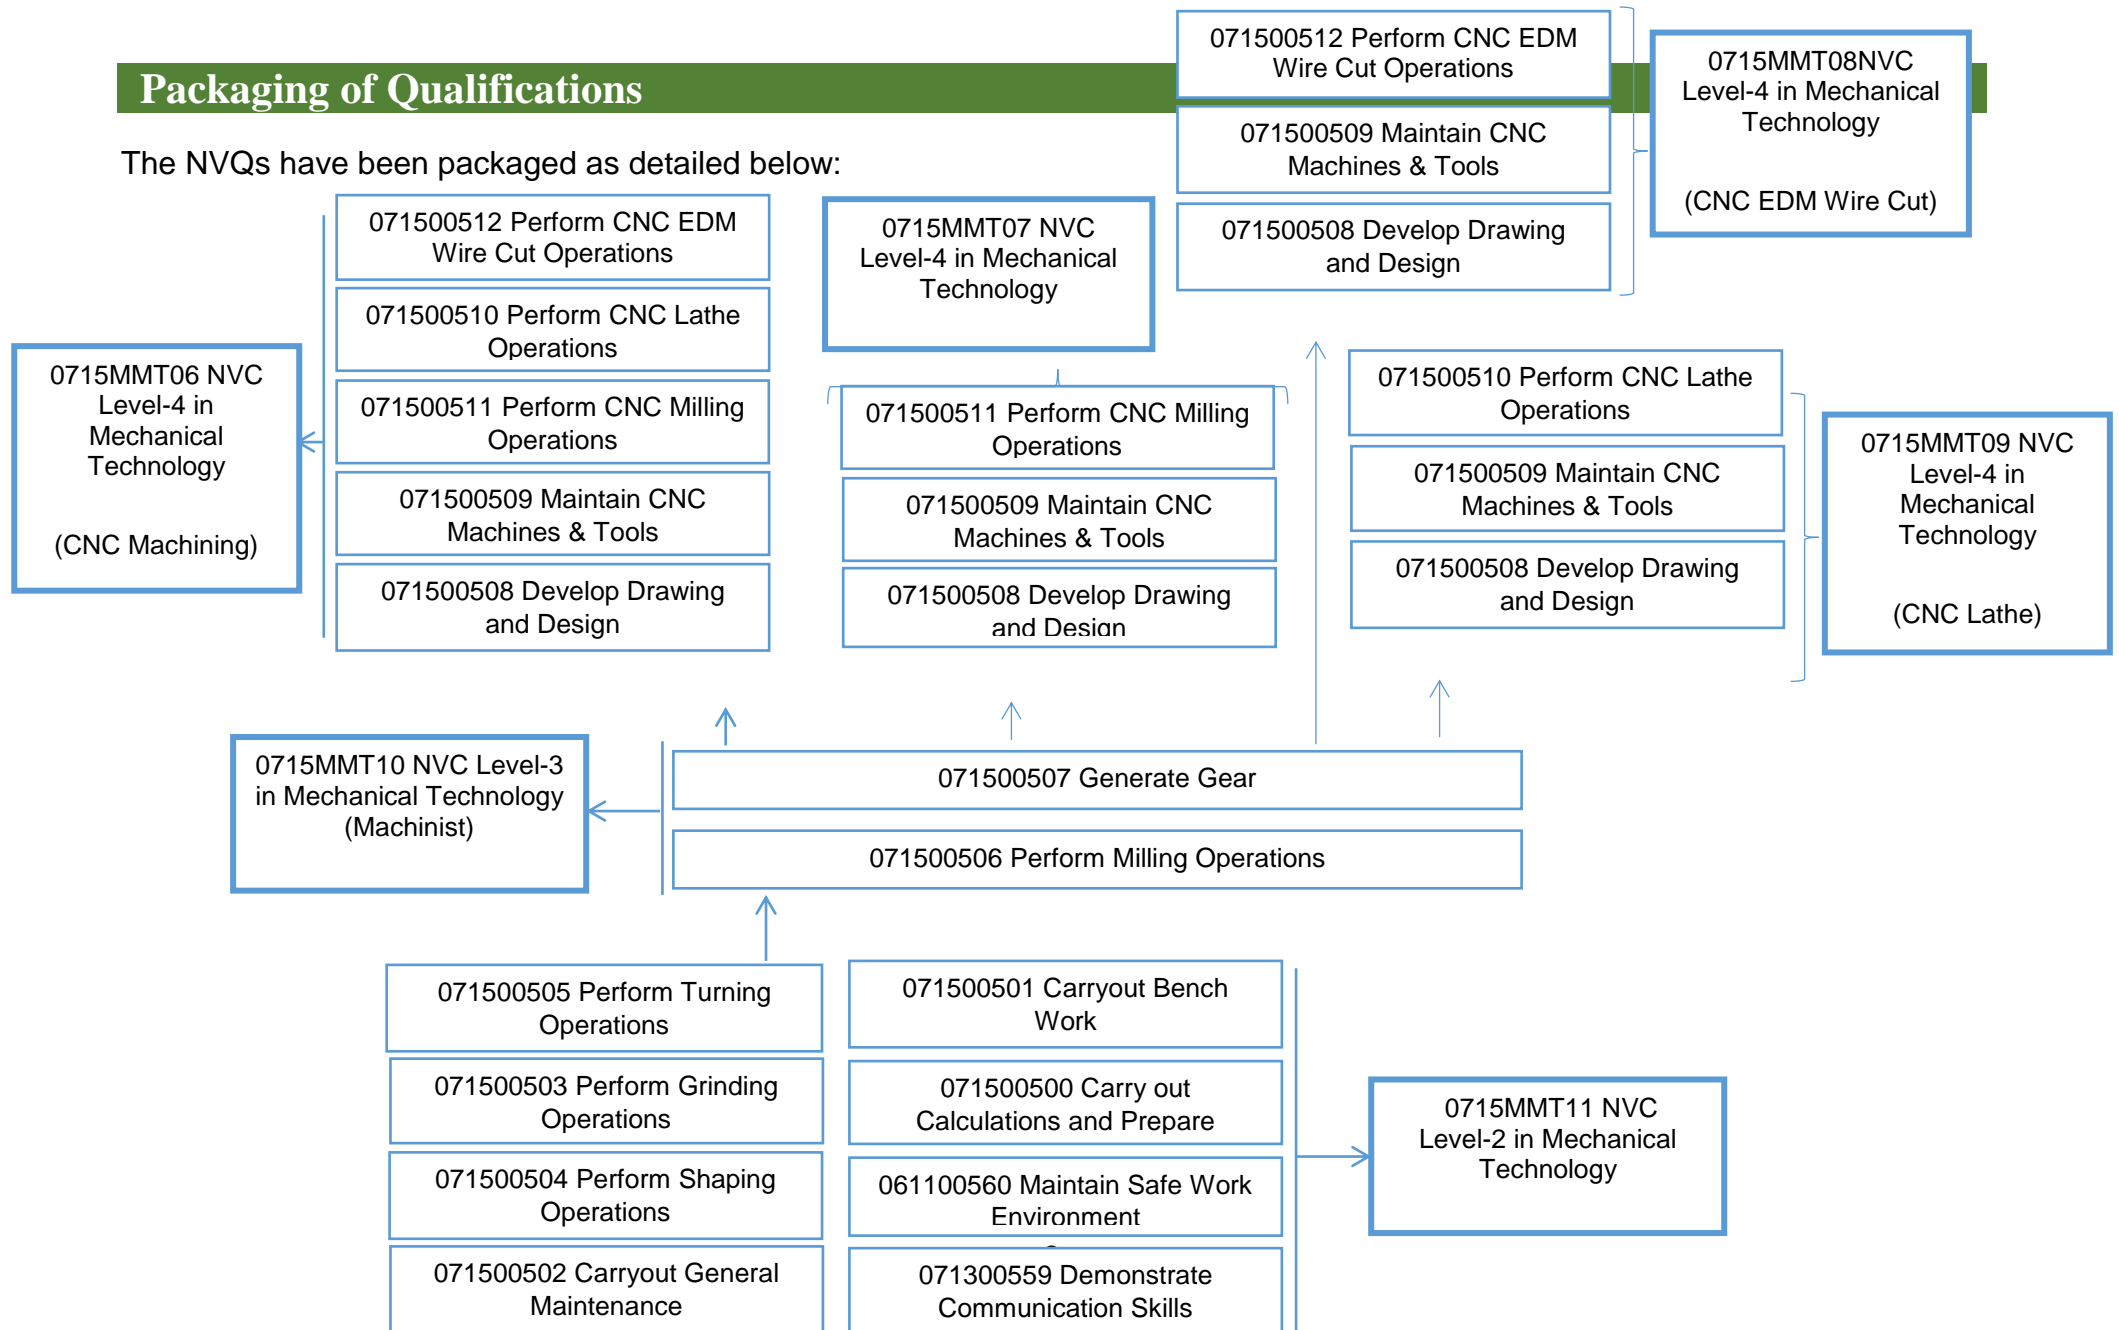 Packaging of Qualifications
The NVQs have been packaged as detailed below:
071500512 Perform CNC EDM
Wire Cut Operations
071500509 Maintain CNC
Machines & Tools
071500508 Develop Drawing
and Design
0715MMT08NVC
Level-4 in Mechanical
Technology
(CNC EDM Wire Cut)
0715MMT06 NVC
Level-4 in
Mechanical
Technology
(CNC Machining)
071500512 Perform CNC EDM
Wire Cut Operations
071500510 Perform CNC Lathe
Operations
071500511 Perform CNC Milling
Operations
071500509 Maintain CNC
Machines & Tools
071500508 Develop Drawing
and Design
0715MMT07 NVC
Level-4 in Mechanical
Technology
071500511 Perform CNC Milling
Operations
071500509 Maintain CNC
Machines & Tools
071500508 Develop Drawing
and Design
071500510 Perform CNC Lathe
Operations
071500509 Maintain CNC
Machines & Tools
071500508 Develop Drawing
and Design
0715MMT09 NVC
Level-4 in
Mechanical
Technology
(CNC Lathe)
0715MMT10 NVC Level-3
in Mechanical Technology
(Machinist)
071500507 Generate Gear
071500506 Perform Milling Operations
071500505 Perform Turning
Operations
071500503 Perform Grinding
Operations
071500504 Perform Shaping
Operations
071500502 Carryout General
Maintenance
071500501 Carryout Bench
Work
071500500 Carry out
Calculations and Prepare
061100560 Maintain Safe Work
Environment
071300559 Demonstrate
Communication Skills
0715MMT11 NVC
Level-2 in Mechanical
Technology